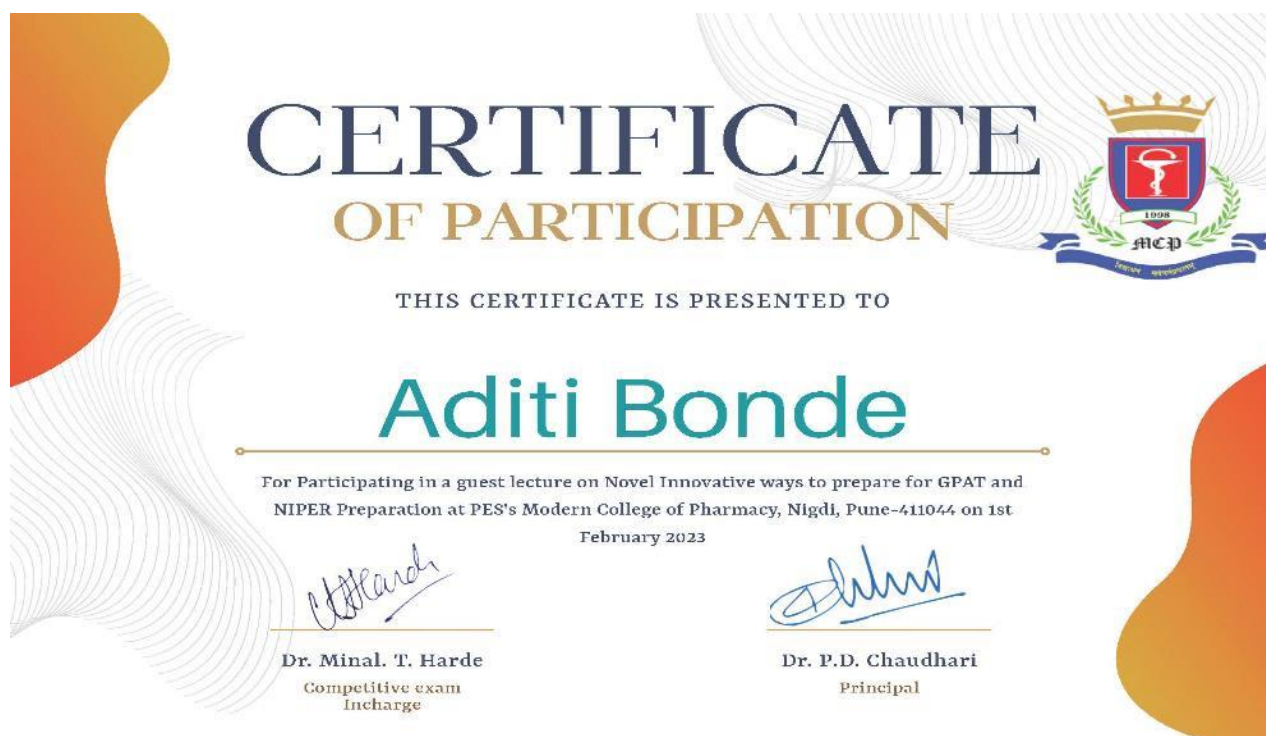 CERTIFICATE
OF PARTICIPATION
1998
MCP
THIS CERTIFICATE IS PRESENTED TO
Aditi Bonde
For Participating in a guest lecture on Novel Innovative ways to prepare for GPAT and
NIPER Preparation at PES's Modern College of Pharmacy, Nigdi, Pune-411044 on 1st
February 2023
Dr. Minal. T. Harde
Competitive exam
Incharge
Dr. P.D. Chaudhari
Principal